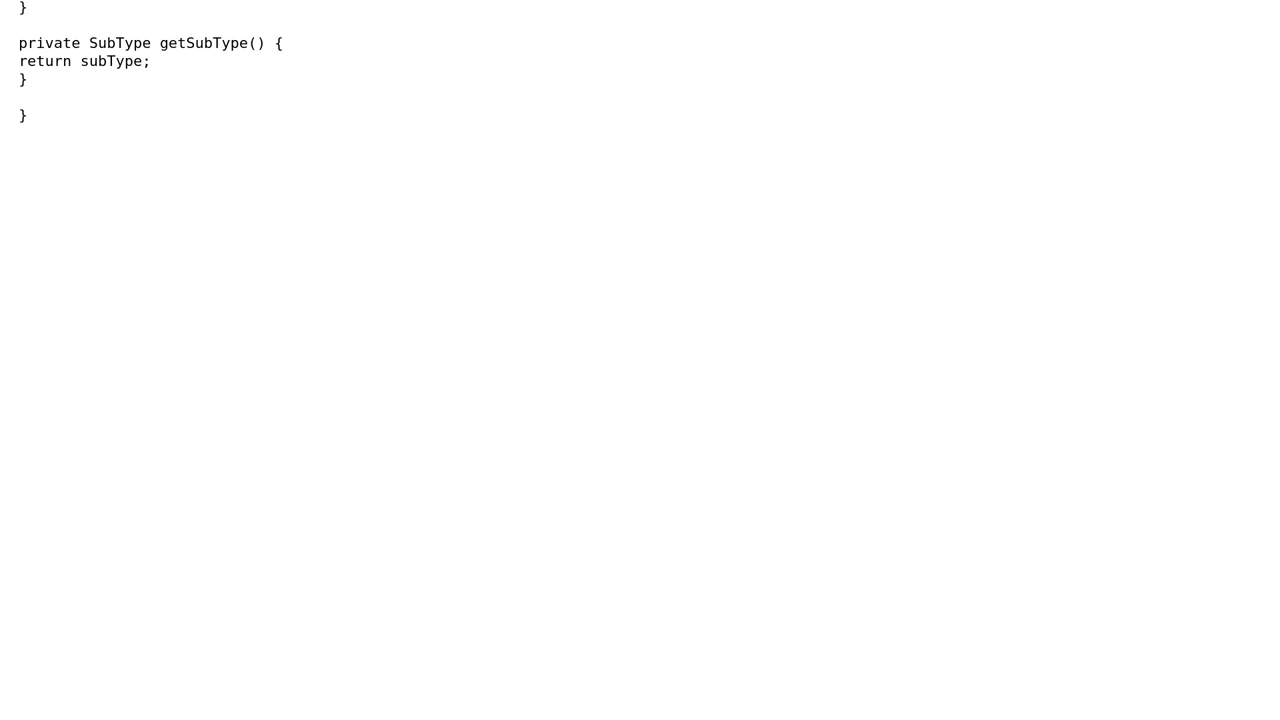 }

private SubType getSubType() {
return subType;
}

}